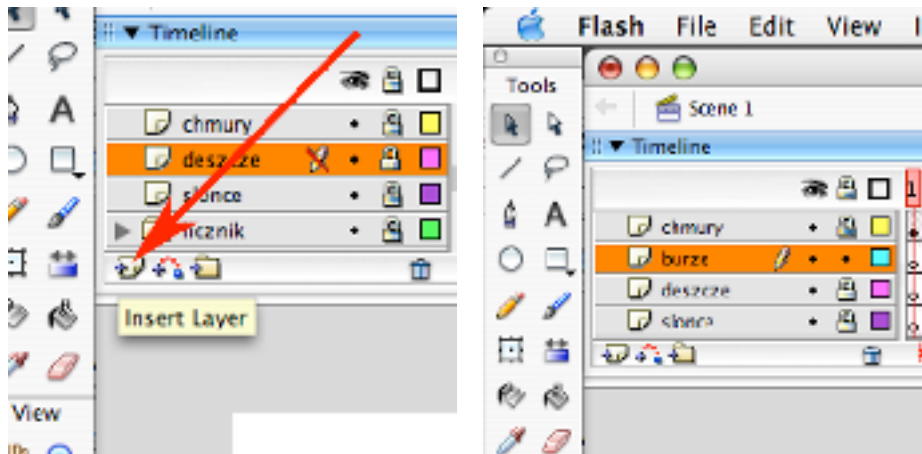 Timeline
chmury
deszcze
slonce
licznik
Insert Layer
View
A
Flash File Edit View
Tools
Scene 1
Timeline
1
chmury
burze
deszcze
slonce
A